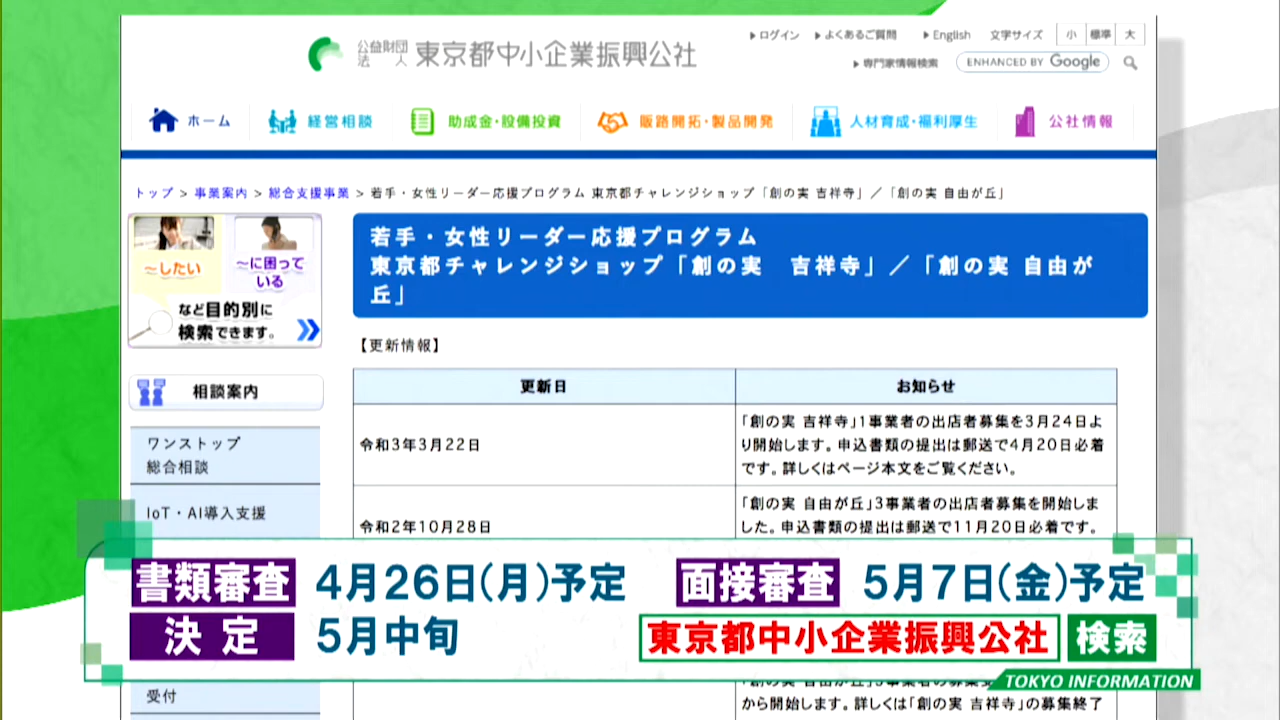 ▶ログイン ▶よくあるご質問 ▶English 文字サイズ 小 標準 大
公益財団法人 東京都中小企業振興公社
▶専門家情報検索 ENHANCED BY Google
ホーム 経営相談 助成金・設備投資 販路開拓・製品開発 人材育成・福利厚生 公社情報
トップ > 事業案内 > 総合支援事業 > 若手・女性リーダー応援プログラム 東京都チャレンジショップ「創の実 吉祥寺」/「創の実 自由が丘」
~したい
~に困って
いる
など目的別に
検索できます。
相談案内
ワンストップ
総合相談
IoT・AI導入支援
受付
若手・女性リーダー応援プログラム
東京都チャレンジショップ「創の実 吉祥寺」/「創の実 自由が
丘」
【更新情報】
更新日 お知らせ
令和3年3月22日
「創の実 吉祥寺」1事業者の出店者募集を3月24日よ
り開始します。申込書類の提出は郵送で4月20日必着
です。詳しくはページ本文をご覧ください。
令和2年10月28日
「創の実 自由が丘」3事業者の出店者募集を開始しま
した。申込書類の提出は郵送で11月20日必着です。
から開始します。詳しくは「創の実 吉祥寺」の募集終了
書類審査 4月26日(月)予定 面接審査 5月7日(金)予定
決定 5月中旬 東京都中小企業振興公社 検索
TOKYO INFORMATION